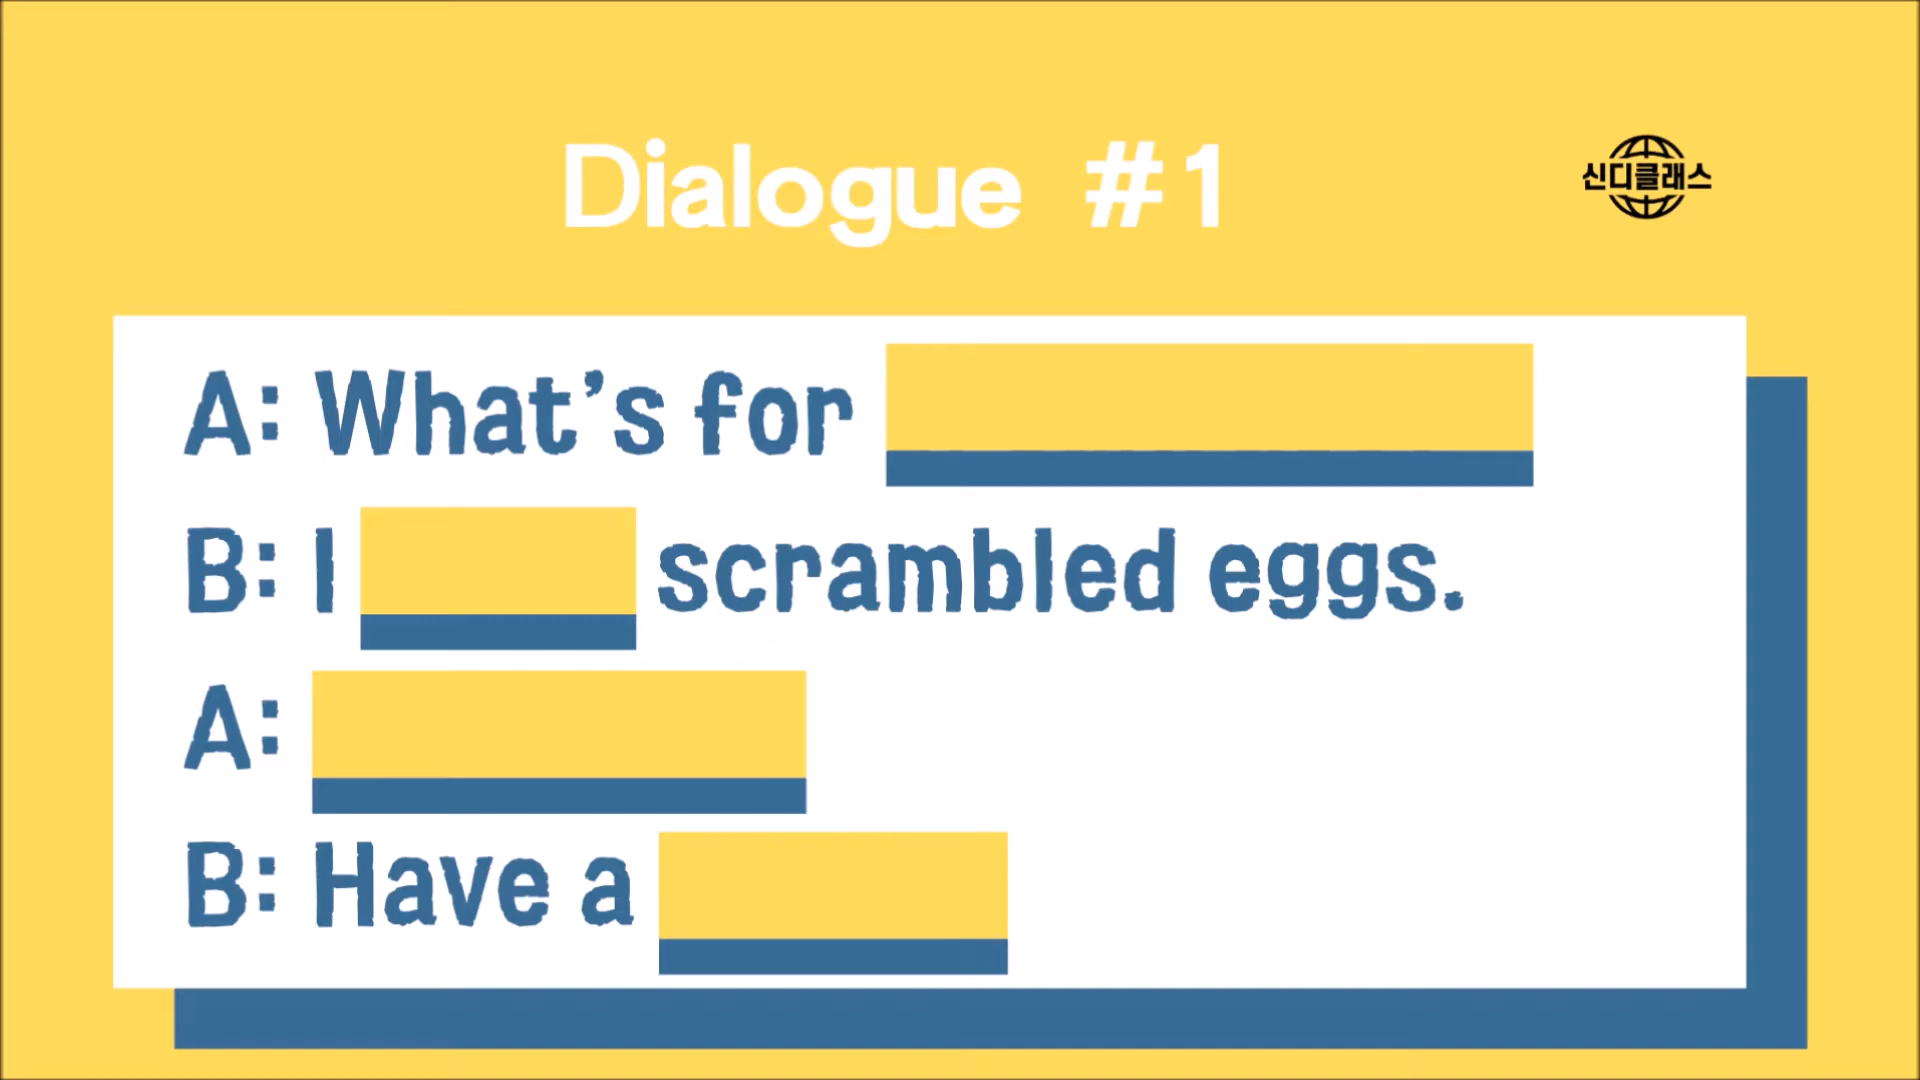 Dialogue #1
신디클래스
A: What's for
B: I scrambled eggs.
A:
B: Have a